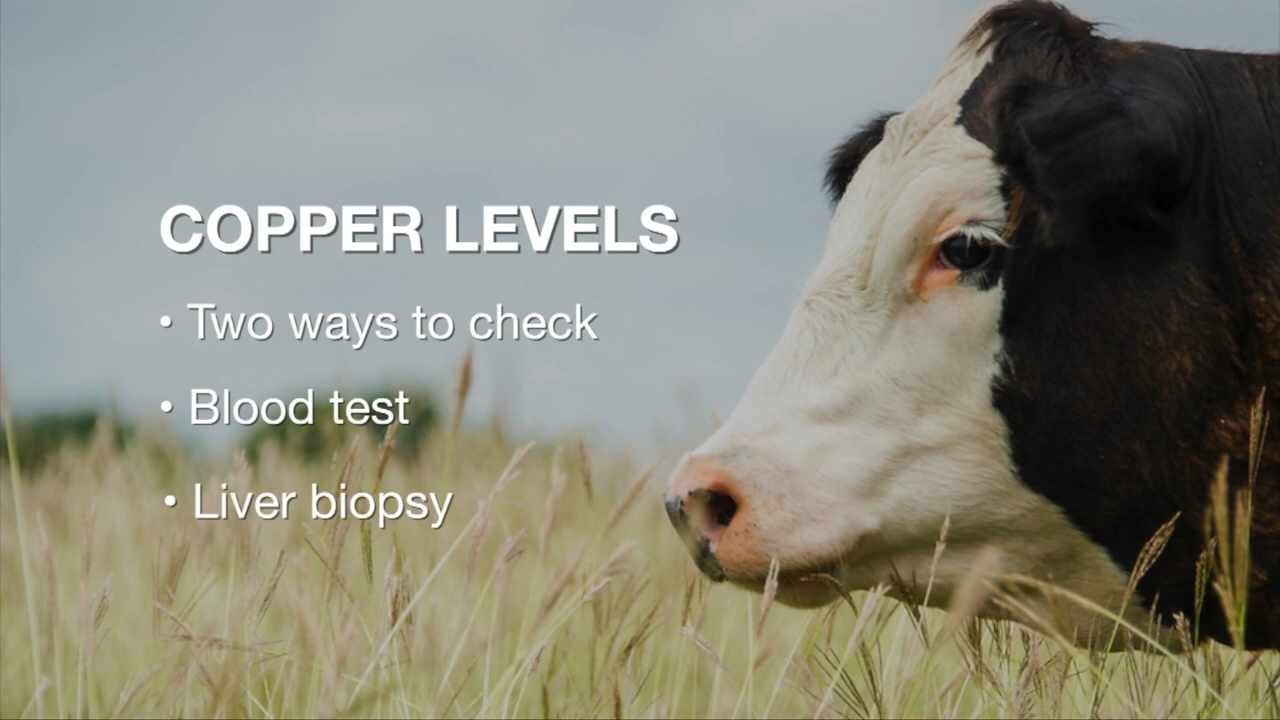 COPPER LEVELS
• Two ways to check
• Blood test
• Liver biopsy